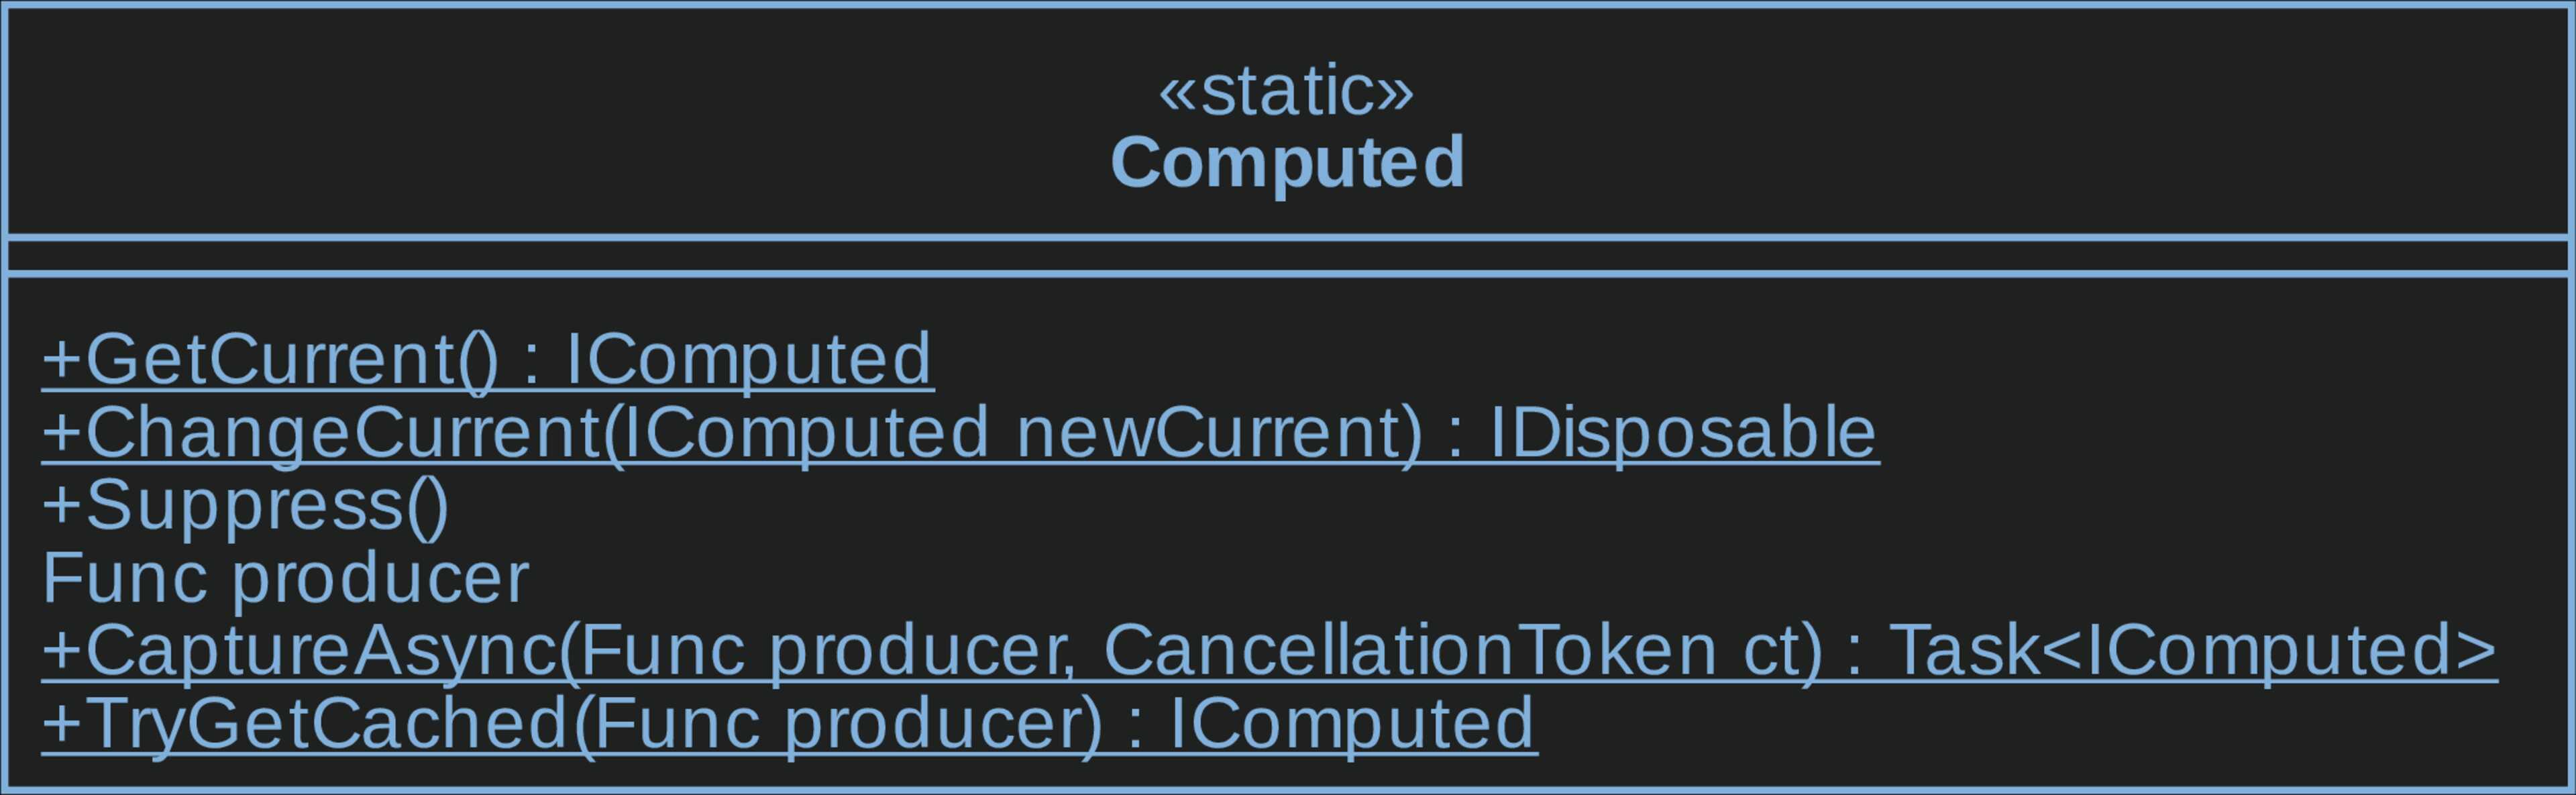 «static»
Computed
+GetCurrent() : IComputed
+ChangeCurrent(IComputed newCurrent) : IDisposable
+Suppress()
Func producer
+CaptureAsync(Func producer, CancellationToken ct) : Task<IComputed>
+TryGetCached(Func producer) : IComputed